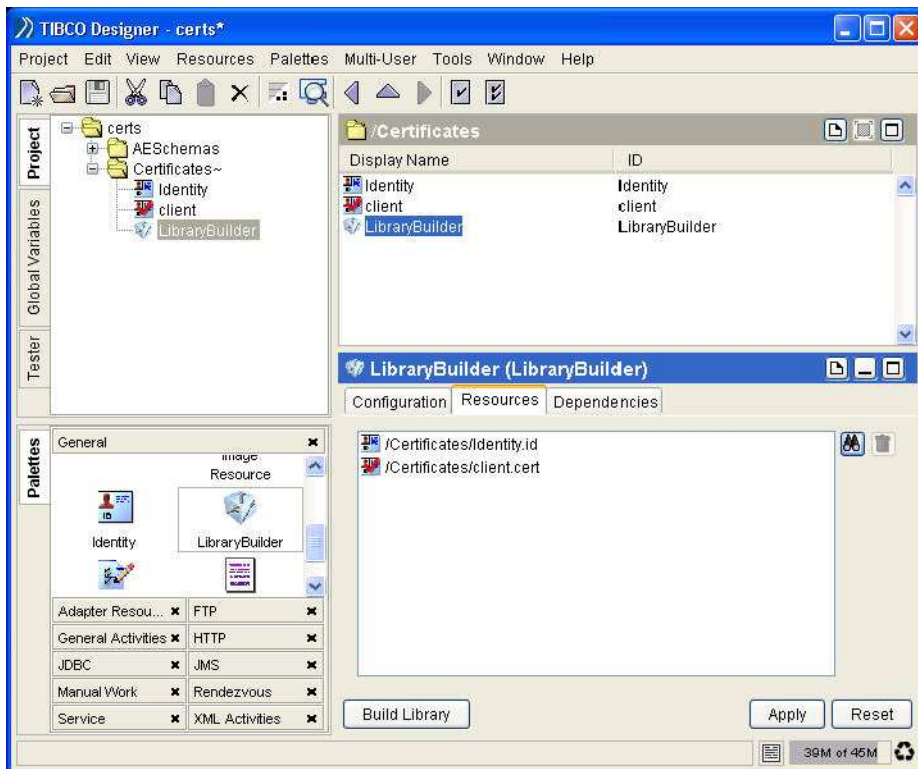 TIBCO Designer - certs*
Project Edit View Resources Palettes Multi-User Tools Window Help
Project
Global Variables
Tester
certs
AESchemas
Certificates~
Identity
client
LibraryBuilder
/Certificates
Display Name ID
Identity Identity
client client
LibraryBuilder LibraryBuilder
LibraryBuilder (LibraryBuilder)
Configuration Resources Dependencies
/Certificates/Identity.id
/Certificates/client.cert
Build Library Apply Reset
Palettes
General
Image
Resource
ID
Identity LibraryBuilder
Adapter Resou... FTP
General Activities HTTP
JDBC JMS
Manual Work Rendezvous
Service XML Activities
39M of 45M